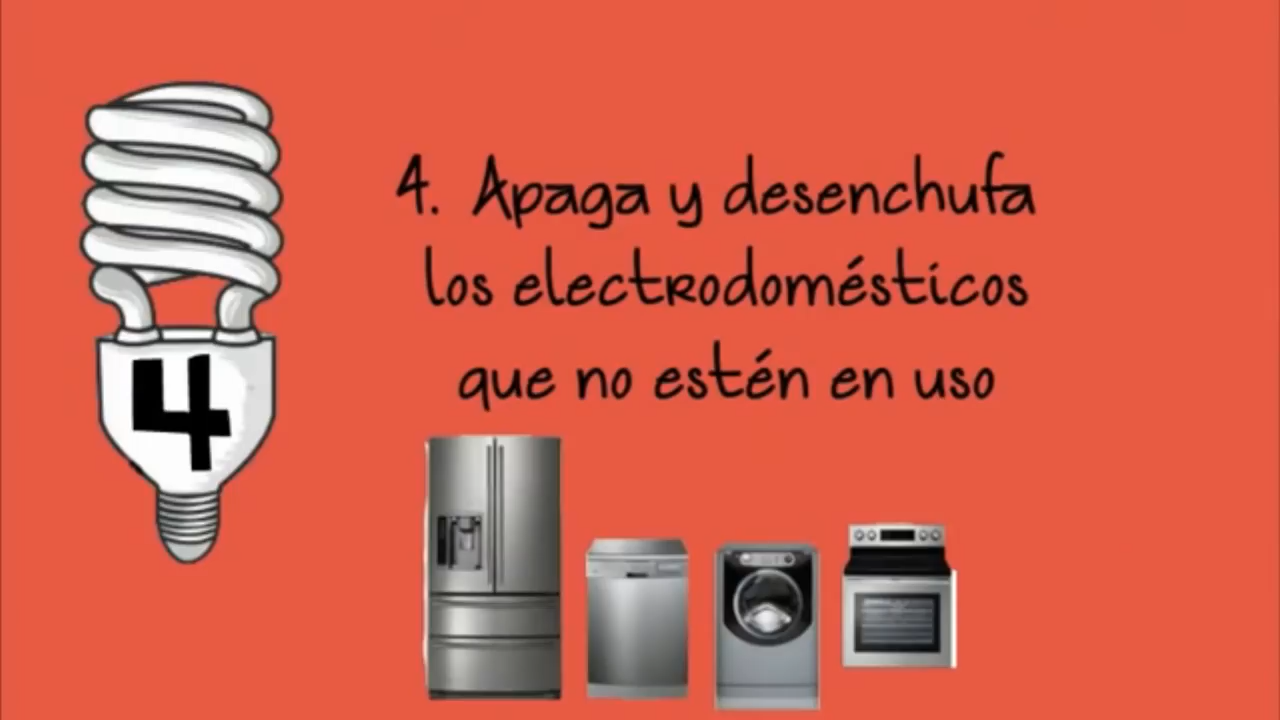 4
4. Apaga y desenchufa
los electrodomésticos
que no estén en uso